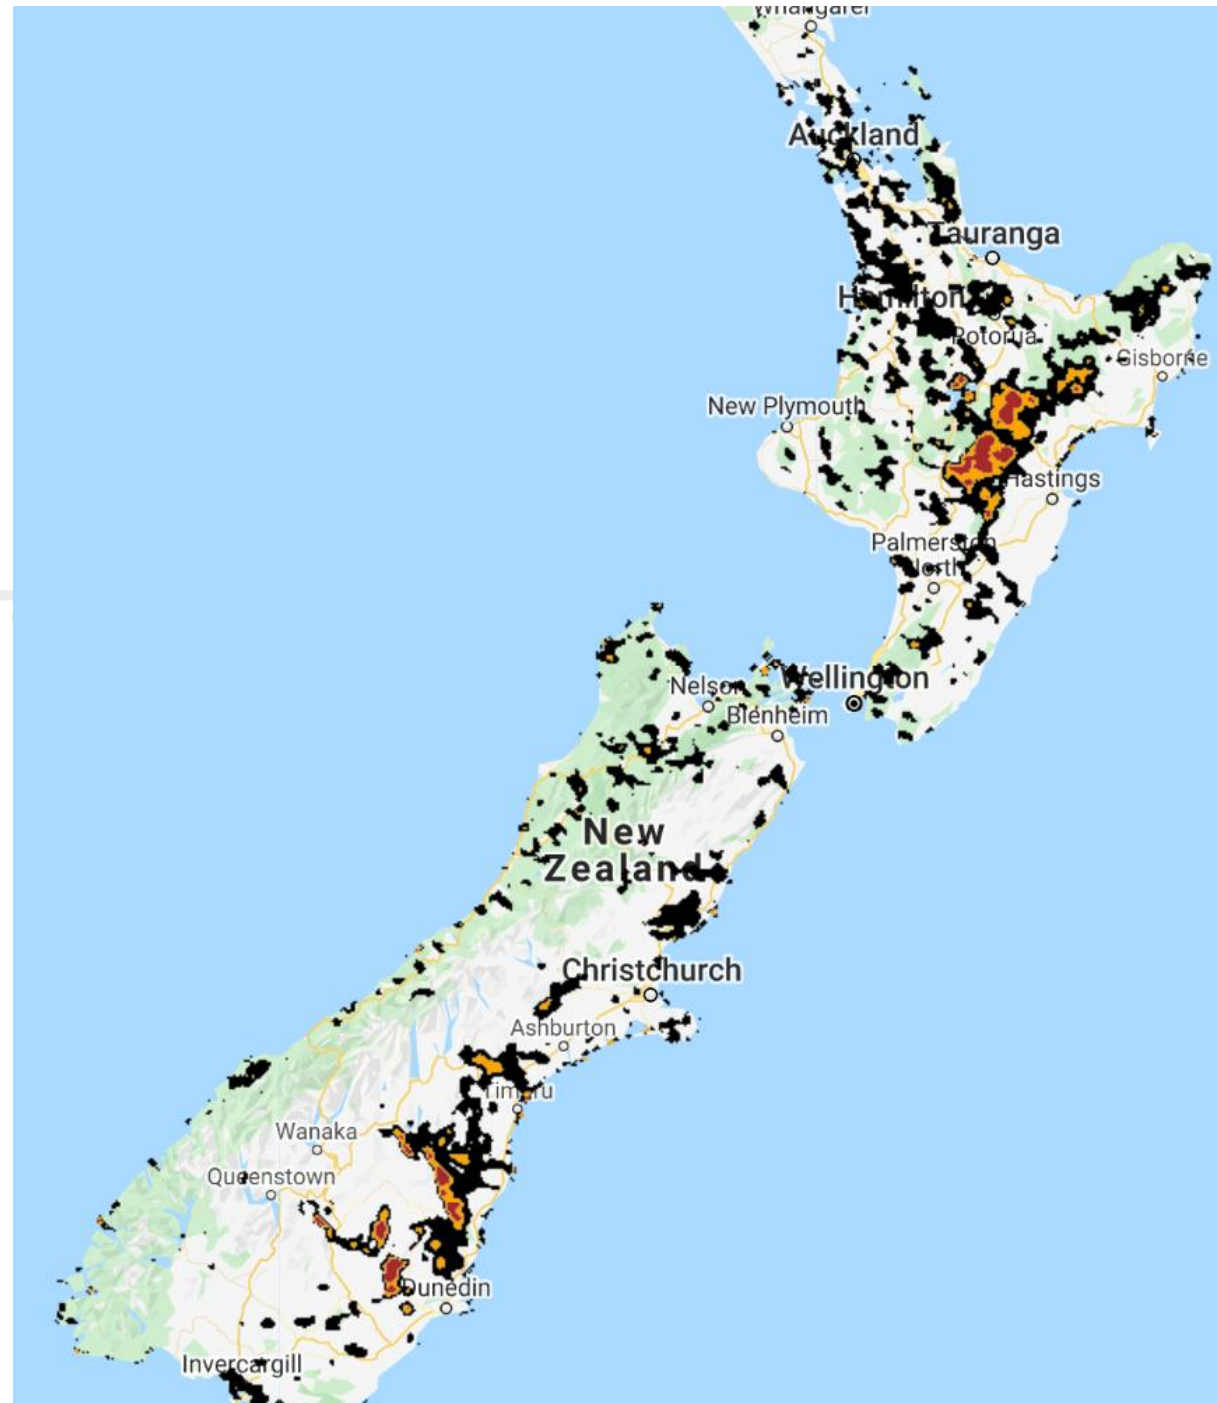 Whangarei
Auckland
Tauranga
Hamilton
Rotorua
Gisborne
New Plymouth
Hastings
Palmerston
North
Nelson
Wellington
Blenheim
New
Zealand
Christchurch
Ashburton
Timaru
Wanaka
Queenstown
Dunedin
Invercargill